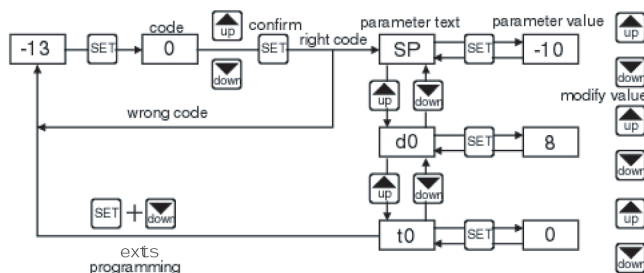 code
confirm
parameter text
parameter value
up
up
-13
SET
0
SET
right code
SP
SET
-10
down
down
wrong code
up
down
modify value
up
d0
SET
8
down
SET + down
up
down
up
exts
programming
t0
SET
0
down